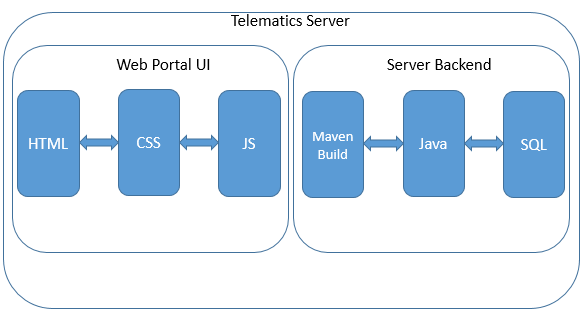 Telematics Server
Web Portal UI
HTML
CSS
JS
Server Backend
Maven
Build
Java
SQL